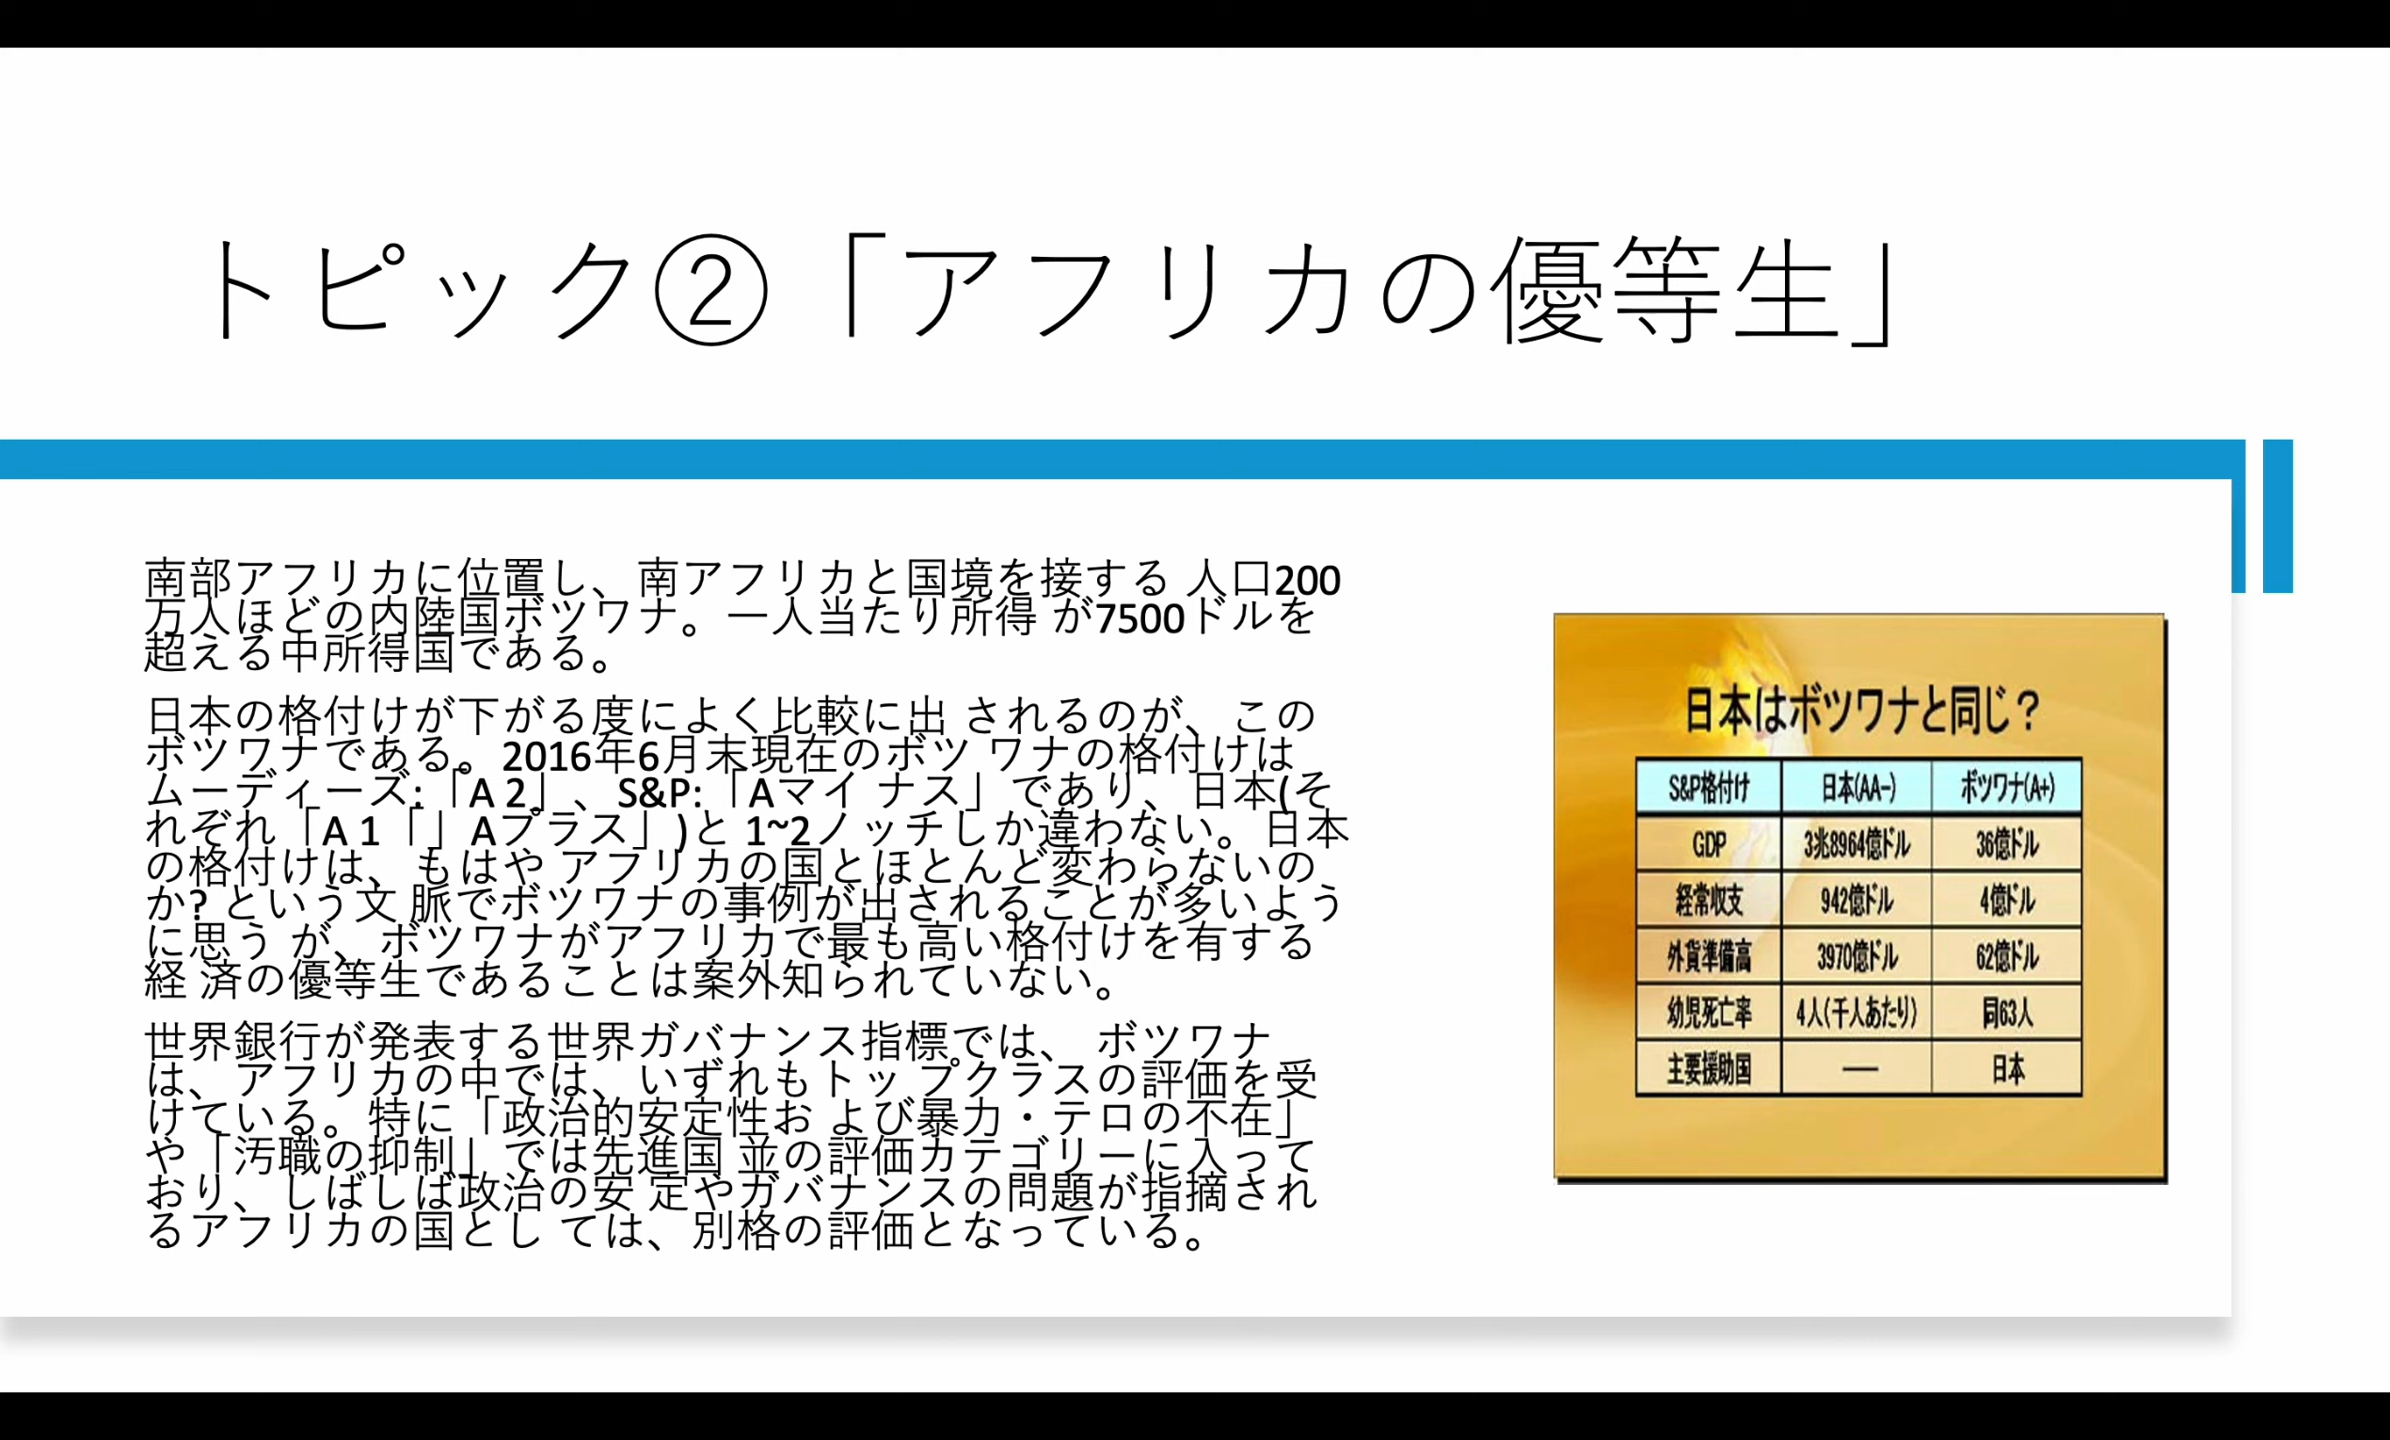 トピック②「アフリカの優等生」
南部アフリカに位置し、南アフリカと国境を接する 人口200
万人ほどの内陸国ボツワナ。一人当たり所得 が7500ドルを
超える中所得国である。
日本の格付けが下がる度によく比較に出 されるのが、この
ボツワナである。2016年6月末現在のボツ ワナの格付けは
ムーディーズ:「A 2」、S&P:「Aマイ ナス」であり、日本(そ
れぞれ「A 1「」Aプラス」)と 1~2ノッチしか違わない。日本
の格付けは、もはや アフリカの国とほとんど変わらないの
か? という文 脈でボツワナの事例が出されることが多いよう
に思う が、ボツワナがアフリカで最も高い格付けを有する
経 済の優等生であることは案外知られていない。
世界銀行が発表する世界ガバナンス指標では、 ボツワナ
は、アフリカの中では、いずれもトッ プクラスの評価を受
けている。特に「政治的安定性お よび暴力・テロの不在」
や「汚職の抑制」では先進国 並の評価カテゴリーに入って
おり、しばしば政治の安 定やガバナンスの問題が指摘され
るアフリカの国とし ては、別格の評価となっている。
日本はボツワナと同じ？
S&P格付け 日本(AA-) ボツワナ(A+)
GDP 3兆8964億ドル 36億ドル
経常収支 942億ドル 4億ドル
外貨準備高 3970億ドル 62億ドル
幼児死亡率 4人(千人あたり) 同63人
主要援助国 ― 日本